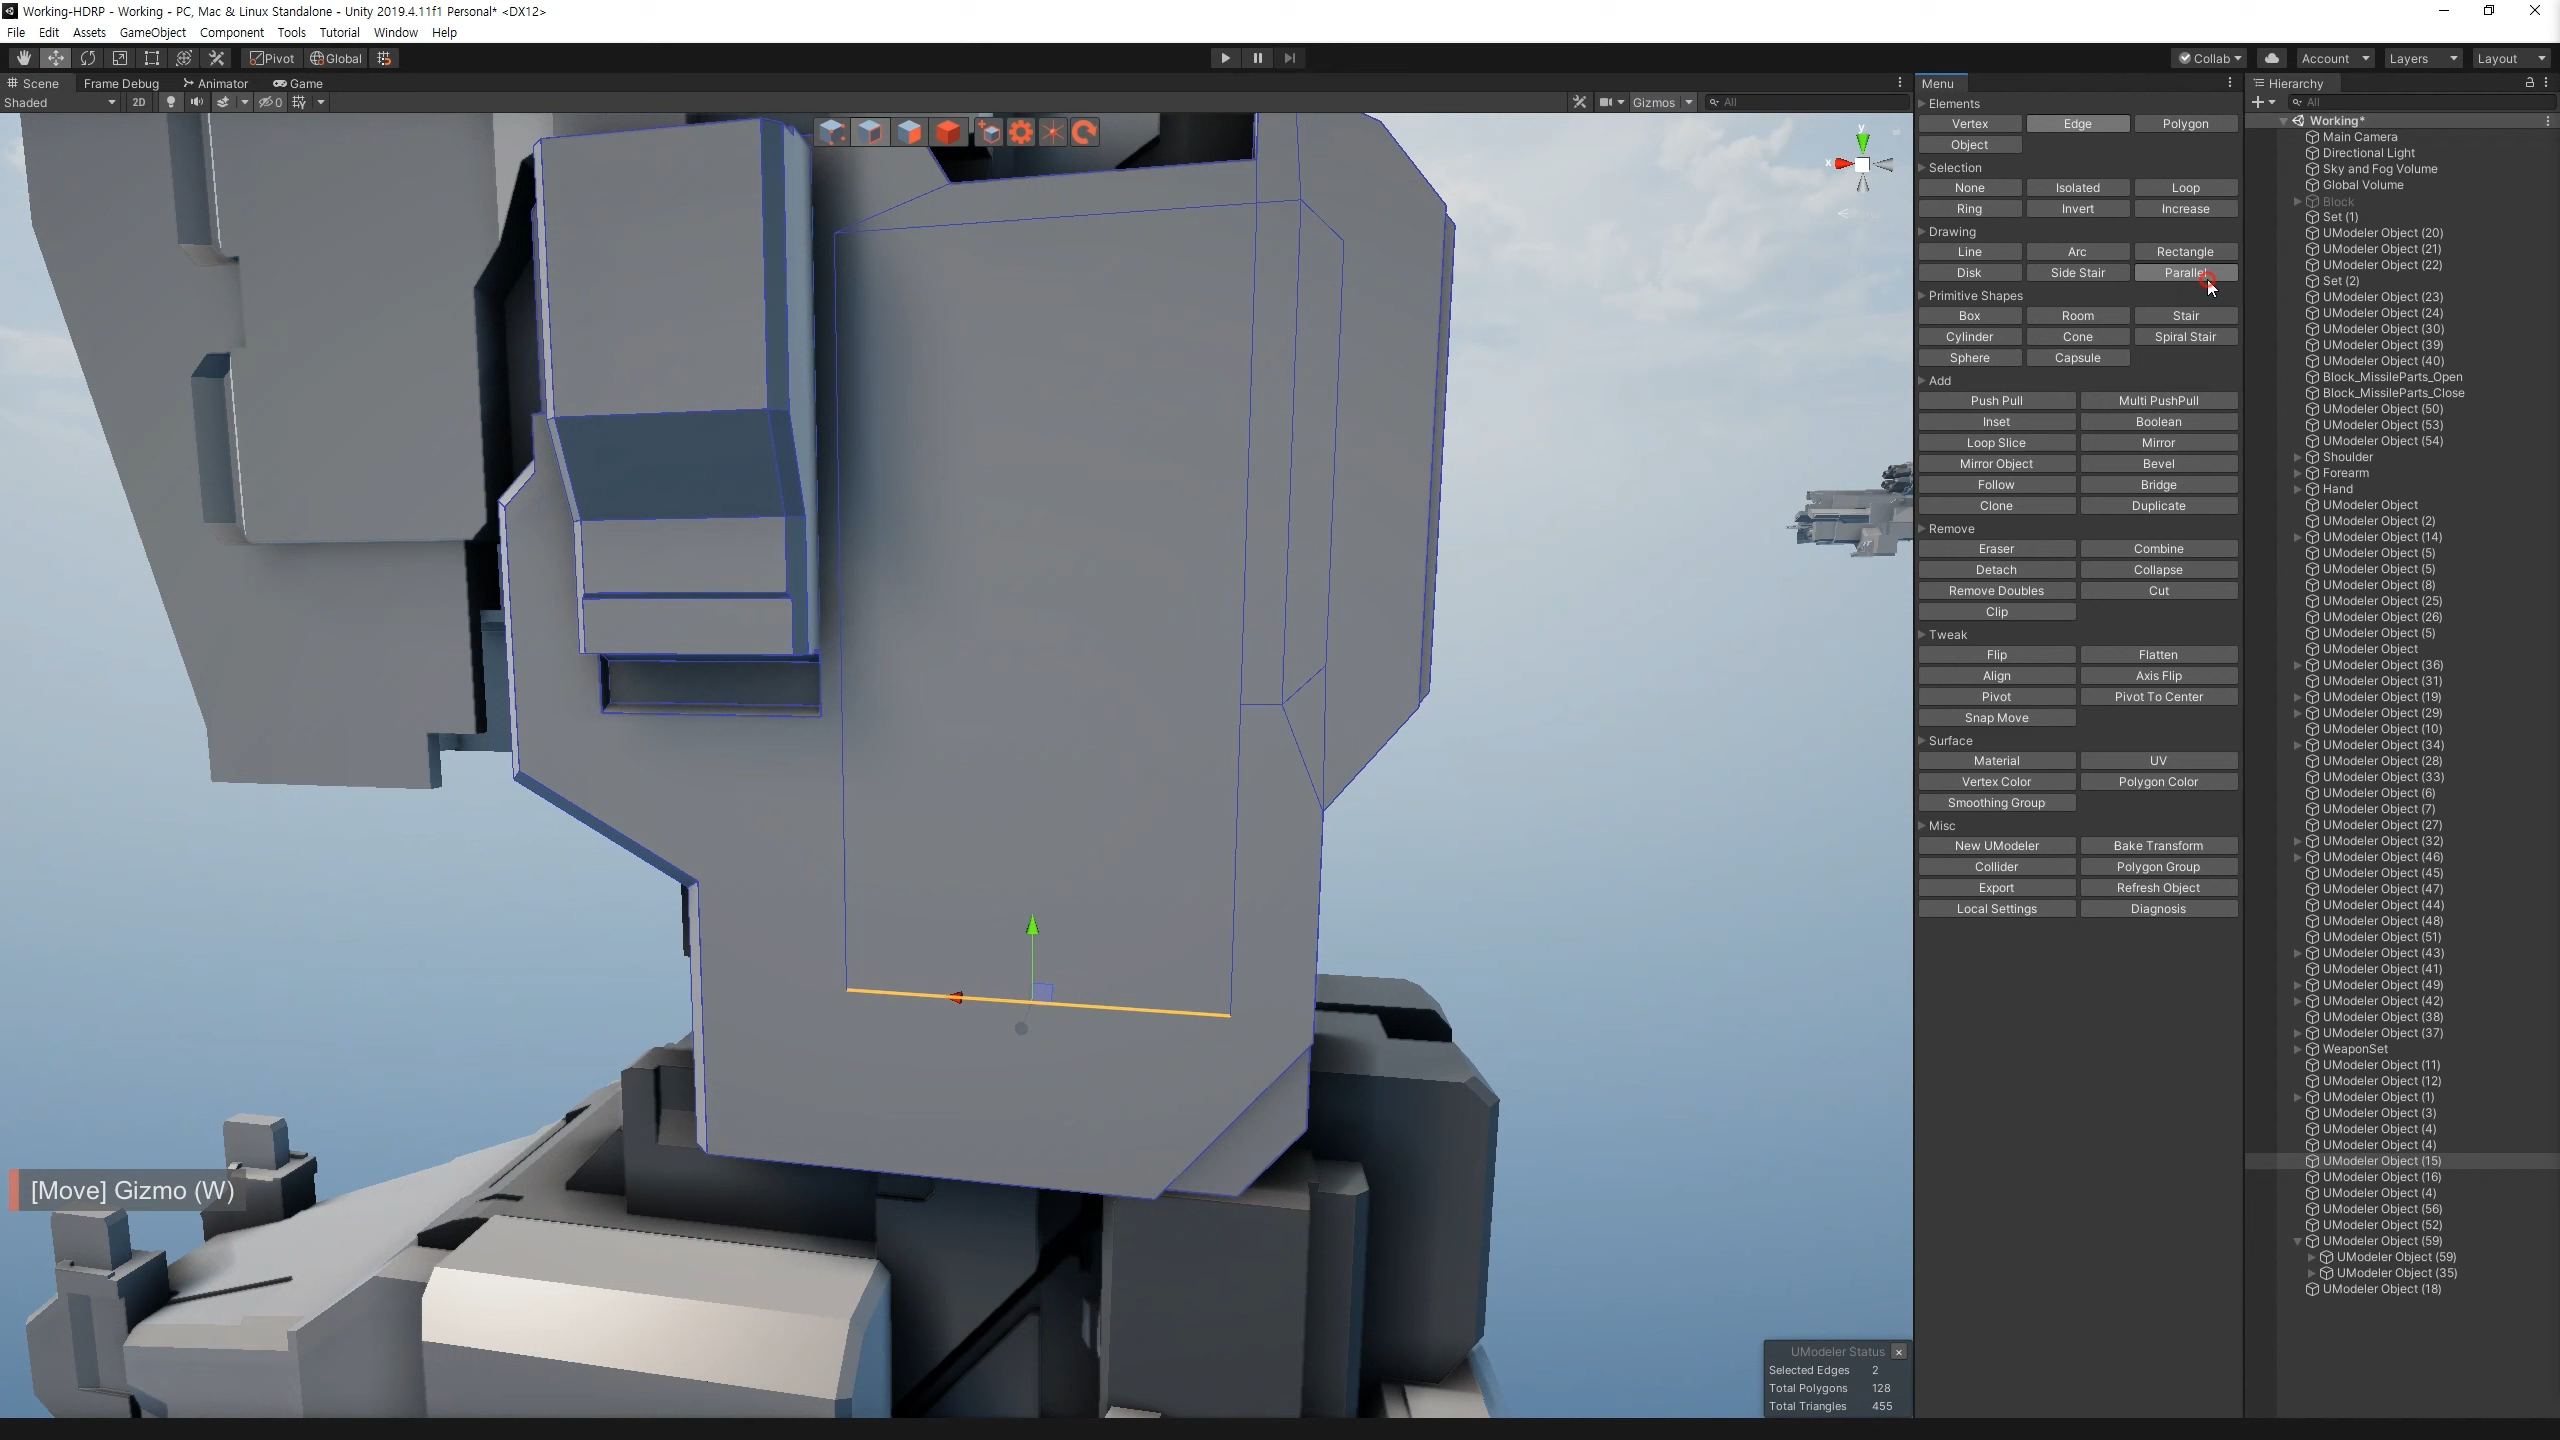 Working-HDRP - Working - PC, Mac & Linux Standalone - Unity 2019.4.11f1 Personal* <DX12>
File Edit Assets GameObject Component Tools Tutorial Window Help
Pivot Global Collab Account Layers Layout
Scene Frame Debug Animator Game
Shaded 2D 0 Gizmos All
y
x
[Move] Gizmo (W)
UModeler Status
Selected Edges 2
Total Polygons 128
Total Triangles 455
Menu
Elements
Vertex Edge Polygon
Object
Selection
None Isolated Loop
Ring Invert Increase
Drawing
Line Arc Rectangle
Disk Side Stair Parallel
Primitive Shapes
Box Room Stair
Cylinder Cone Spiral Stair
Sphere Capsule
Add
Push Pull Multi PushPull
Inset Boolean
Loop Slice Mirror
Mirror Object Bevel
Follow Bridge
Clone Duplicate
Remove
Eraser Combine
Detach Collapse
Remove Doubles Cut
Clip
Tweak
Flip Flatten
Align Axis Flip
Pivot Pivot To Center
Snap Move
Surface
Material UV
Vertex Color Polygon Color
Smoothing Group
Misc
New UModeler Bake Transform
Collider Polygon Group
Export Refresh Object
Local Settings Diagnosis
Hierarchy
All
Working*
Main Camera
Directional Light
Sky and Fog Volume
Global Volume
Block
Set (1)
UModeler Object (20)
UModeler Object (21)
UModeler Object (22)
Set (2)
UModeler Object (23)
UModeler Object (24)
UModeler Object (30)
UModeler Object (39)
UModeler Object (40)
Block_MissileParts_Open
Block_MissileParts_Close
UModeler Object (50)
UModeler Object (53)
UModeler Object (54)
Shoulder
Forearm
Hand
UModeler Object
UModeler Object (2)
UModeler Object (14)
UModeler Object (5)
UModeler Object (5)
UModeler Object (8)
UModeler Object (25)
UModeler Object (26)
UModeler Object (5)
UModeler Object
UModeler Object (36)
UModeler Object (31)
UModeler Object (19)
UModeler Object (29)
UModeler Object (10)
UModeler Object (34)
UModeler Object (28)
UModeler Object (33)
UModeler Object (6)
UModeler Object (7)
UModeler Object (27)
UModeler Object (32)
UModeler Object (46)
UModeler Object (45)
UModeler Object (47)
UModeler Object (44)
UModeler Object (48)
UModeler Object (51)
UModeler Object (43)
UModeler Object (41)
UModeler Object (49)
UModeler Object (42)
UModeler Object (38)
UModeler Object (37)
WeaponSet
UModeler Object (11)
UModeler Object (12)
UModeler Object (1)
UModeler Object (3)
UModeler Object (4)
UModeler Object (4)
UModeler Object (15)
UModeler Object (16)
UModeler Object (4)
UModeler Object (56)
UModeler Object (52)
UModeler Object (59)
UModeler Object (59)
UModeler Object (35)
UModeler Object (18)